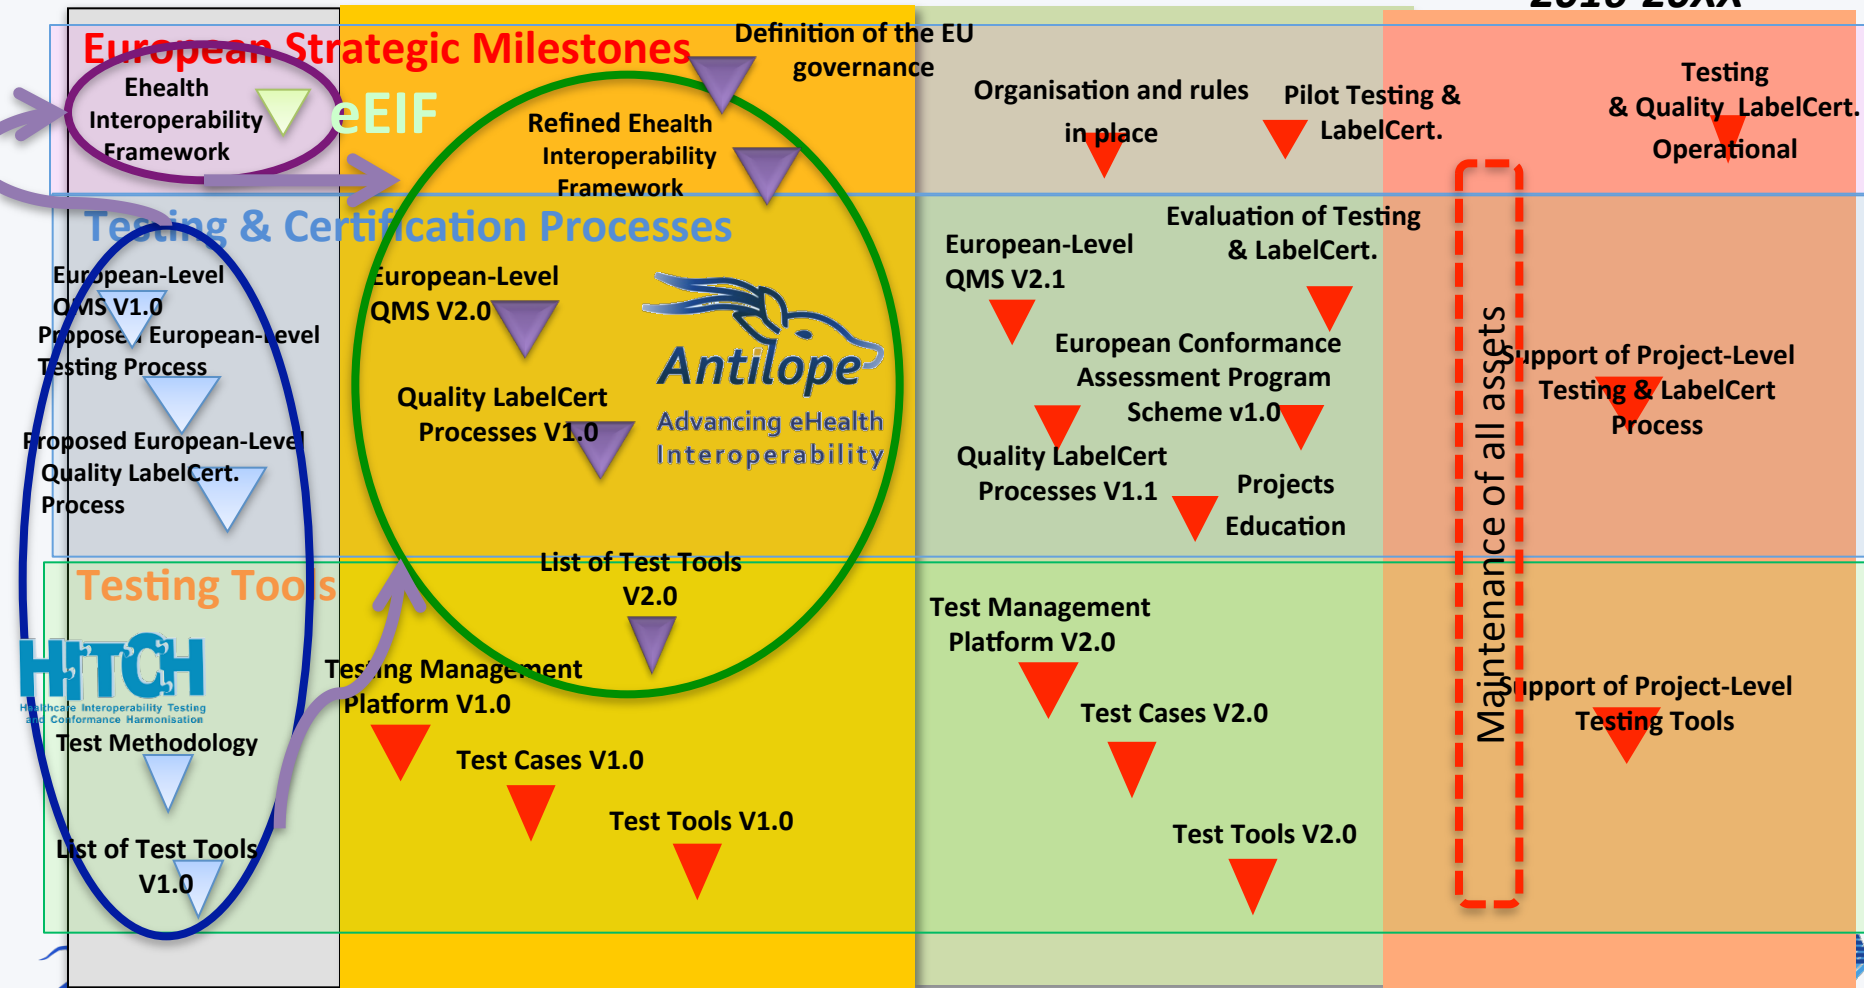 European Strategic Milestones
Ehealth
Interoperability
Framework
eEIF
Definition of the EU
governance
Refined Ehealth
Interoperability
Framework
Organisation and rules
in place
Pilot Testing &
LabelCert.
Testing
& Quality LabelCert.
Operational
Testing & Certification Processes
European-Level
QMS V1.0
Proposed European-Level
Testing Process
Proposed European-Level
Quality LabelCert.
Process
European-Level
QMS V2.0
Quality LabelCert
Processes V1.0
Antilope
Advancing eHealth
Interoperability
European-Level
QMS V2.1
Evaluation of Testing
& LabelCert.
European Conformance
Assessment Program
Scheme v1.0
Quality LabelCert
Processes V1.1
Projects
Education
Maintenance of all assets
Support of Project-Level
Testing & LabelCert
Process
Testing Tools
HITCH
Healthcare Interoperability Testing
and Conformance Harmonisation
Test Methodology
List of Test Tools
V1.0
List of Test Tools
V2.0
Testing Management
Platform V1.0
Test Cases V1.0
Test Tools V1.0
Test Management
Platform V2.0
Test Cases V2.0
Test Tools V2.0
Support of Project-Level
Testing Tools